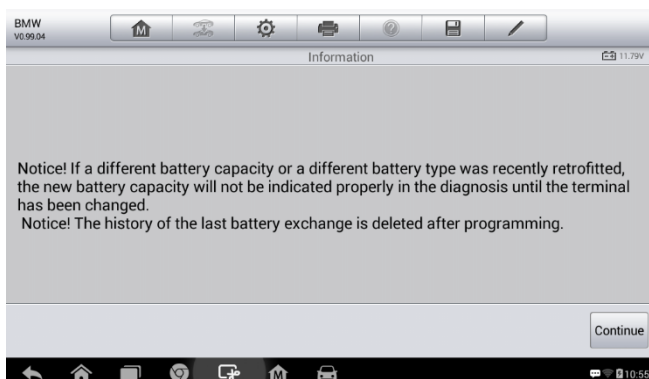 BMW
V0.99.04
M
Information
11.79V
Notice! If a different battery capacity or a different battery type was recently retrofitted,
the new battery capacity will not be indicated properly in the diagnosis until the terminal
has been changed.
Notice! The history of the last battery exchange is deleted after programming.
Continue
M
10:55